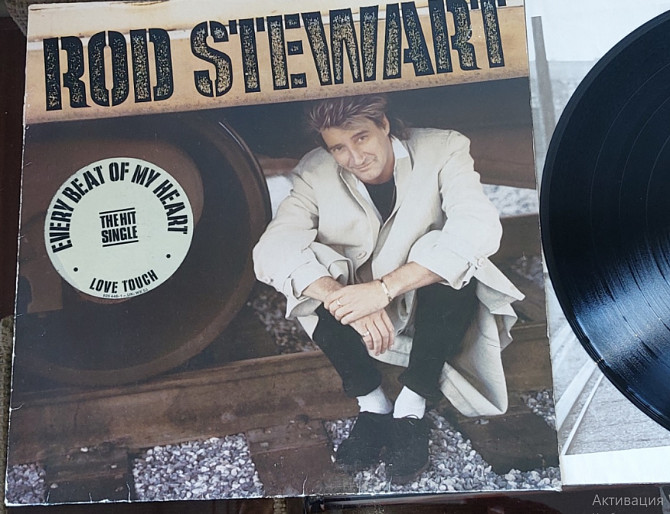 ROD STEWART
EVERY BEAT OF MY HEART
THE HIT
SINGLE
• LOVE TOUCH •
Активация